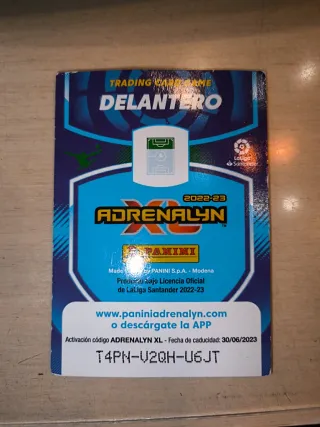 TRADING CARD GAME
DELANTERO
LaLiga
Santander
2022-23
ADRENALYN
XL
PANINI
Made by PANINI S.p.A. - Modena
Producto bajo Licencia Oficial
de LaLiga Santander 2022-23
www.paniniadrenalyn.com
o descárgate la APP
Activación código ADRENALYN XL - Fecha de caducidad: 30/06/2023
T4PN-V2QH-U6JT